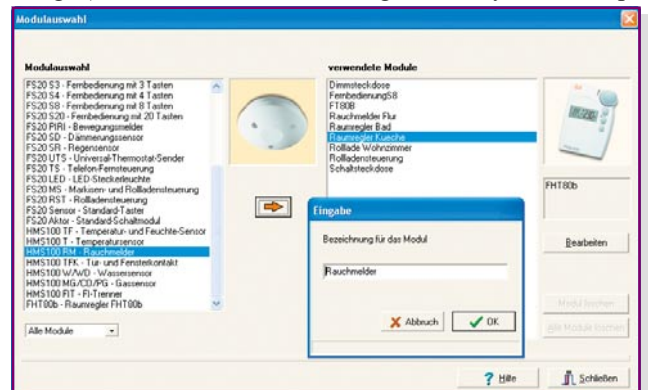 Modulauswahl
Modulauswahl
FS20 S3 - Fernbedienung mit 3 Tasten
FS20 S4 - Fernbedienung mit 4 Tasten
FS20 S8 - Fernbedienung mit 8 Tasten
FS20 S20 - Fernbedienung mit 20 Tasten
FS20 PIRI - Bewegungsmelder
FS20 SD - Dämmerungssensor
FS20 SR - Regensensor
FS20 UTS - Universal-Thermostat-Sender
FS20 TS - Telefon-Fernsteuerung
FS20 LED - LED-Steckerleuchte
FS20 MS - Markisen- und Rolladensteuerung
FS20 RST - Rolladensteuerung
FS20 Sensor - Standard-Taster
FS20 Aktor - Standard-Schaltmodul
HMS100 TF - Temperatur- und Feuchte-Sensor
HMS100 T - Temperatursensor
HMS100 RM - Rauchmelder
HMS100 TFK - Tür- und Fensterkontakt
HMS100 W/WD - Wassersensor
HMS100 MG/CO/PG - Gassensor
HMS100 FIT - FI-Trenner
FHT80b - Raumregler FHT80b
Alle Module
verwendete Module
Dimmsteckdose
FernbedienungS8
FT80B
Rauchmelder Flur
Raumregler Bad
Raumregler Kueche
Rollade Wohnzimmer
Rolladensteuerung
Schaltsteckdose
FHT80b
Bearbeiten
Modul löschen
Alle Module löschen
Eingabe
Bezeichnung für das Modul
Rauchmelder
Abbruch
OK
Hilfe
Schließen